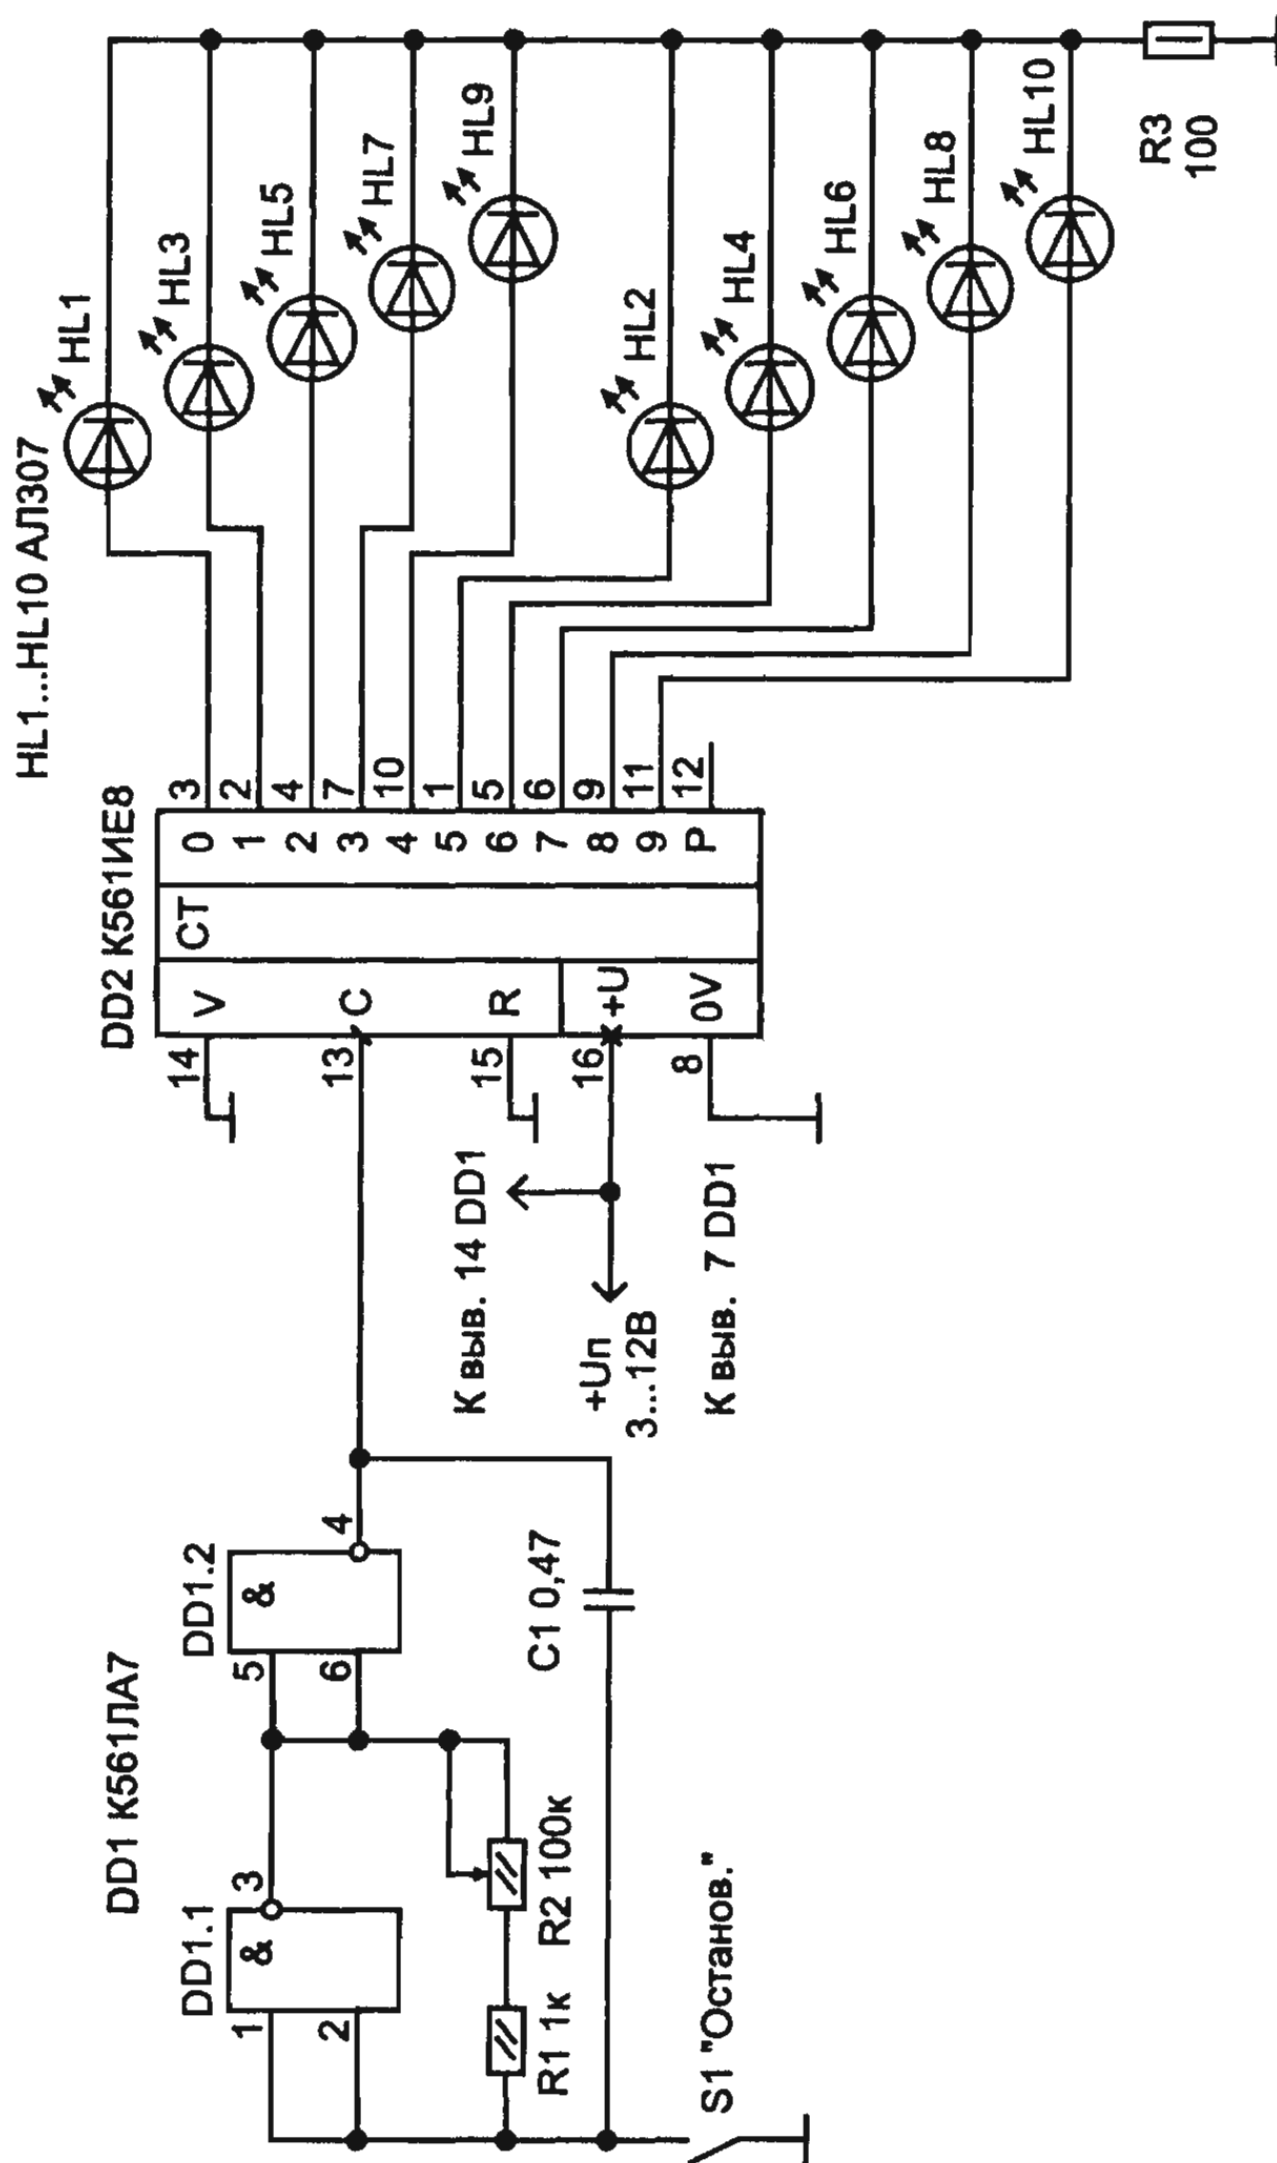 DD1 К561ЛА7
DD1.1
&
1
2
3
DD1.2
&
5
6
4
R1 1к
R2 100к
C1 0,47
S1 "Останов."
К выв. 14 DD1
+Uп
3...12В
К выв. 7 DD1
DD2 К561ИЕ8
14
13
15
16
8
V
C
R
+U
0V
CT
0
1
2
3
4
5
6
7
8
9
P
3
2
4
7
10
1
5
6
9
11
12
HL1...HL10 АЛ307
HL1
HL3
HL5
HL7
HL9
HL2
HL4
HL6
HL8
HL10
R3
100